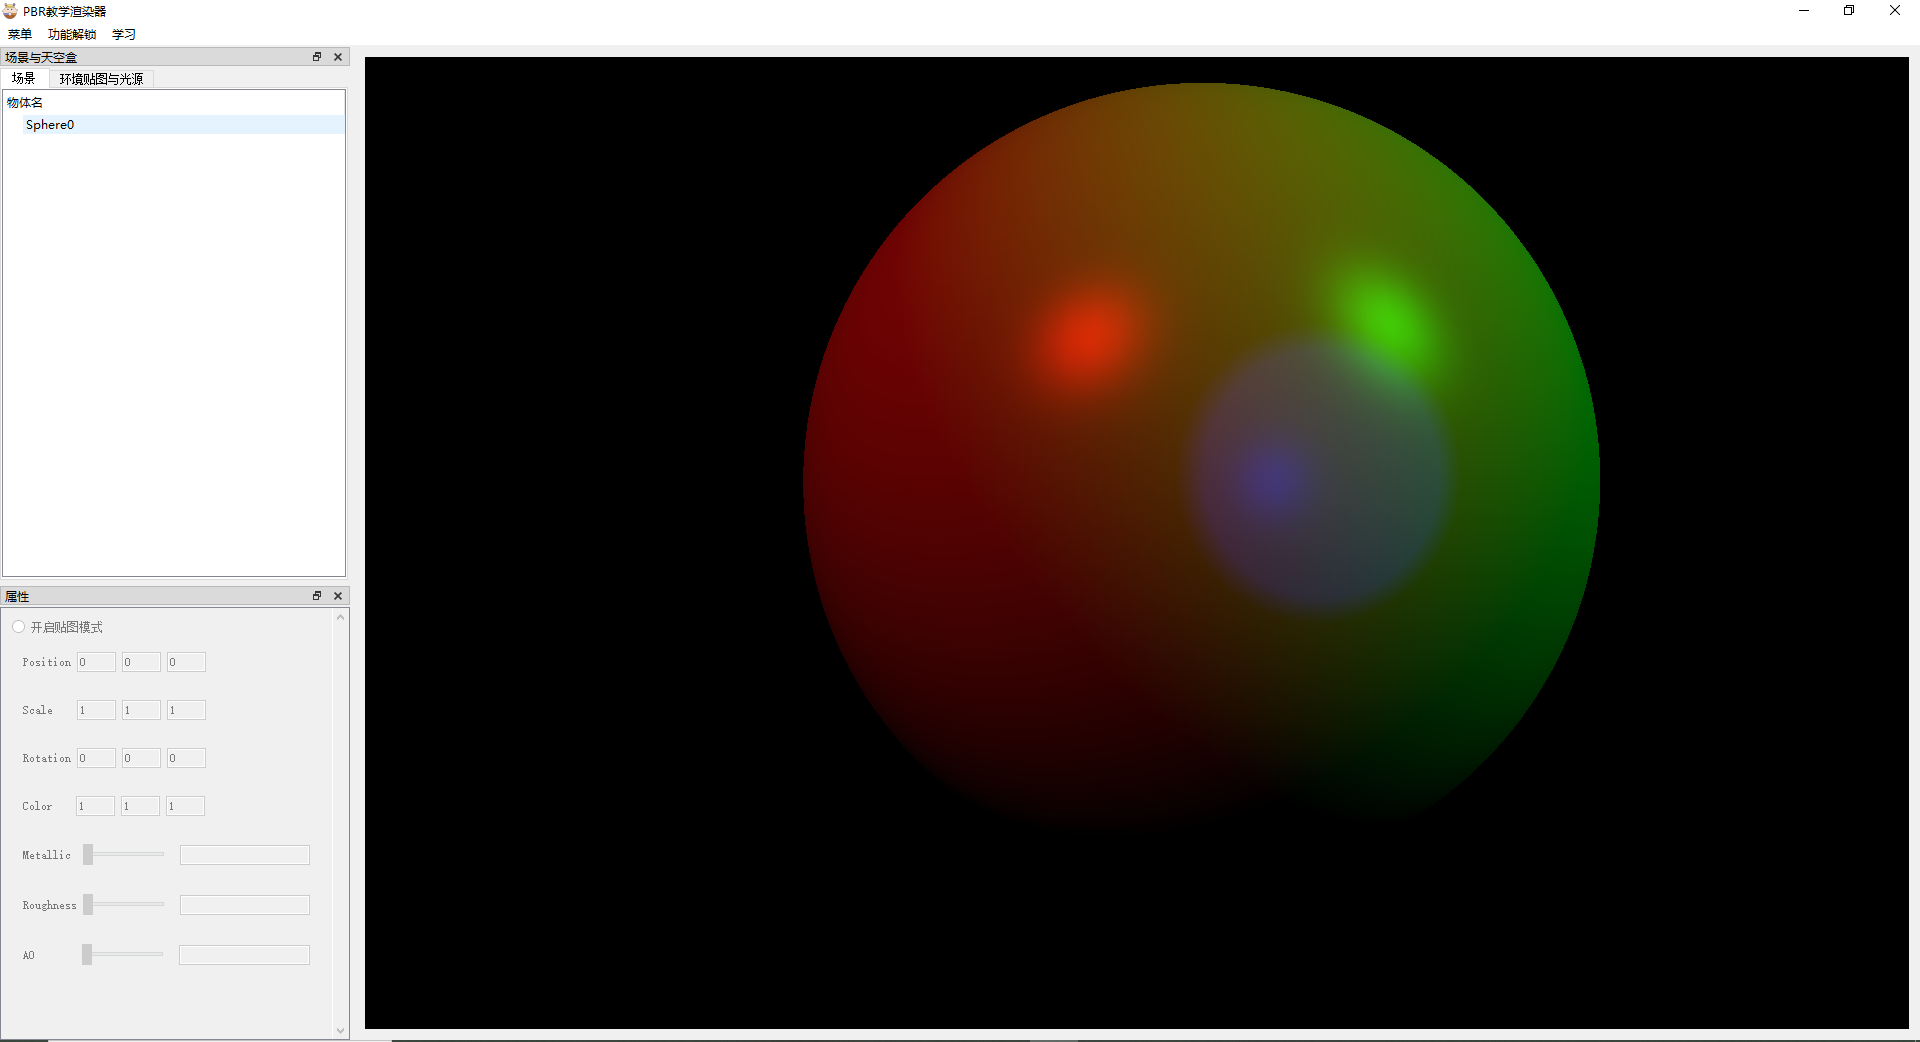 PBR教学渲染器
菜单 功能解锁 学习
场景与天空盒
场景 环境贴图与光源
物体名
Sphere0
属性
开启贴图模式
Position 0 0 0
Scale 1 1 1
Rotation 0 0 0
Color 1 1 1
Metallic
Roughness
AO